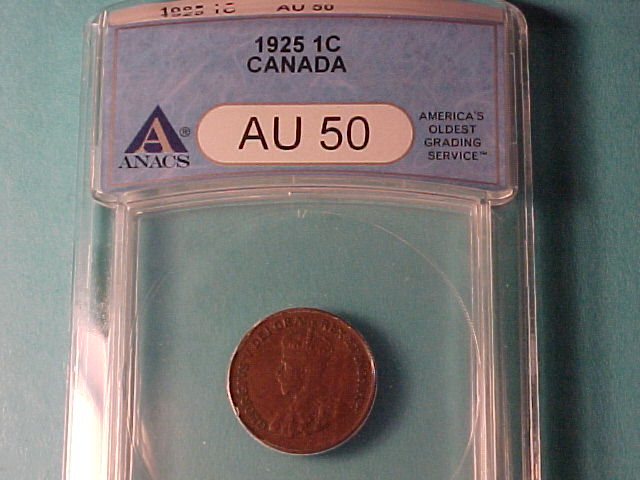 1925 1C AU 50
1925 1C
CANADA
AU 50
ANACS®
AMERICA'S
OLDEST
GRADING
SERVICE™